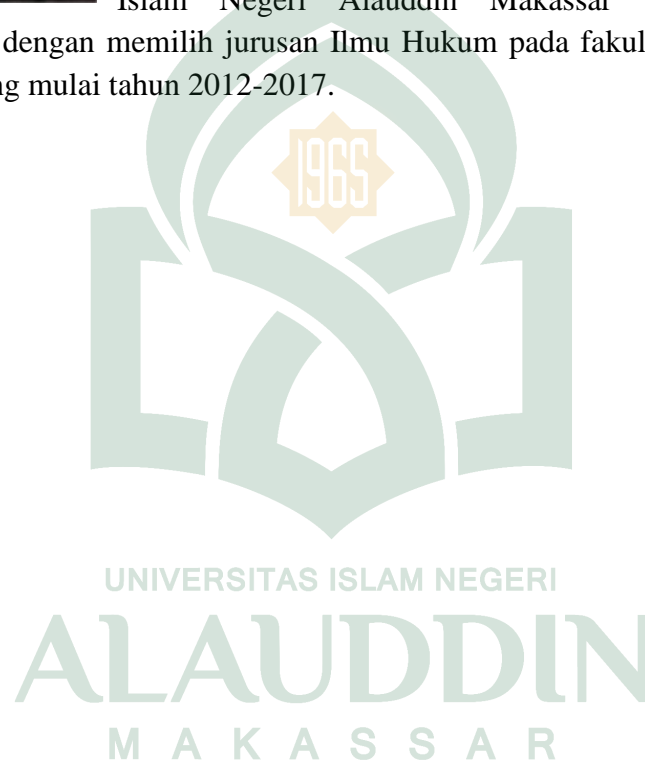 Islam Negeri Alauddin Makassar
dengan memilih jurusan Ilmu Hukum pada fakul
ng mulai tahun 2012-2017.
1965
UNIVERSITAS ISLAM NEGERI
ALAUDDIN
M A K A S S A R